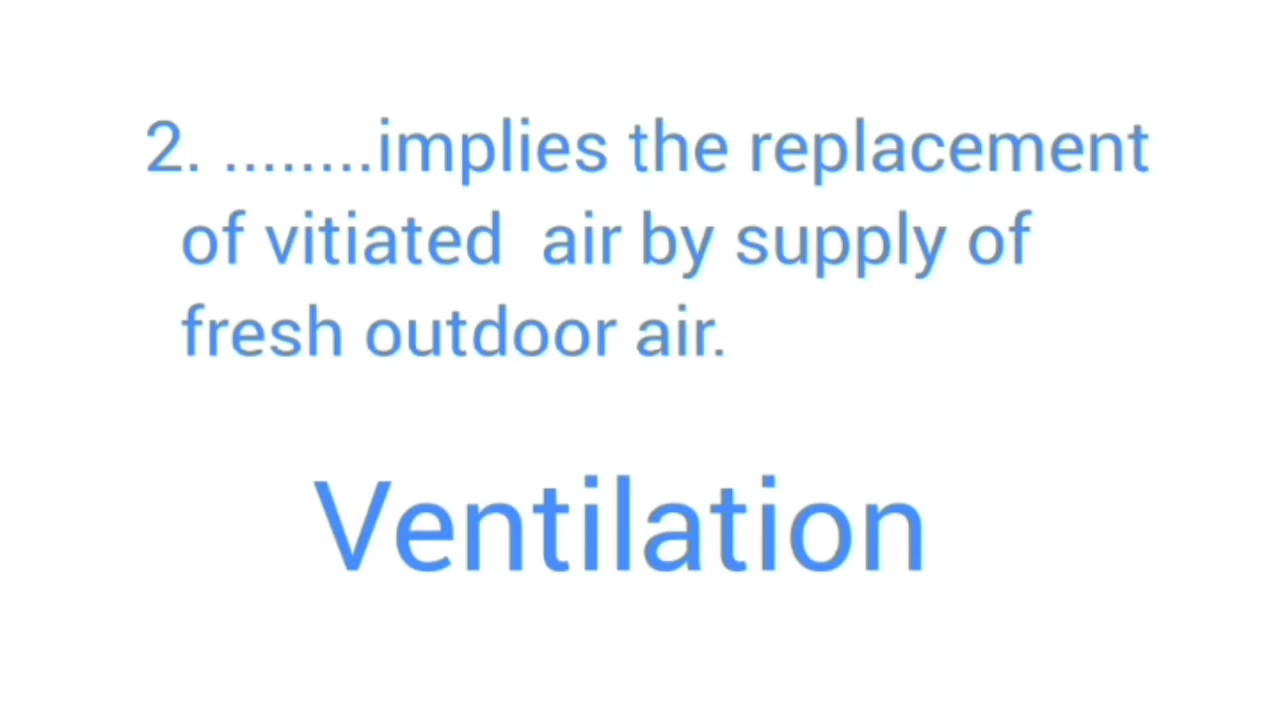 2. ........implies the replacement
of vitiated  air by supply of
fresh outdoor air.
Ventilation